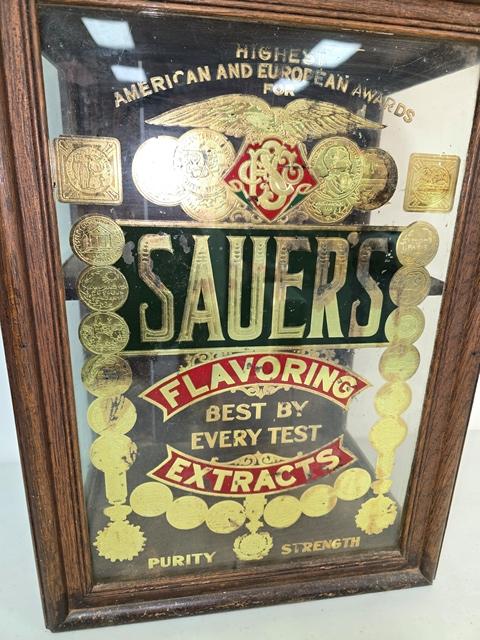 HIGHEST
AMERICAN AND EUROPEAN AWARDS
FOR
SAUER'S
FLAVORING
BEST BY
EVERY TEST
EXTRACTS
PURITY STRENGTH